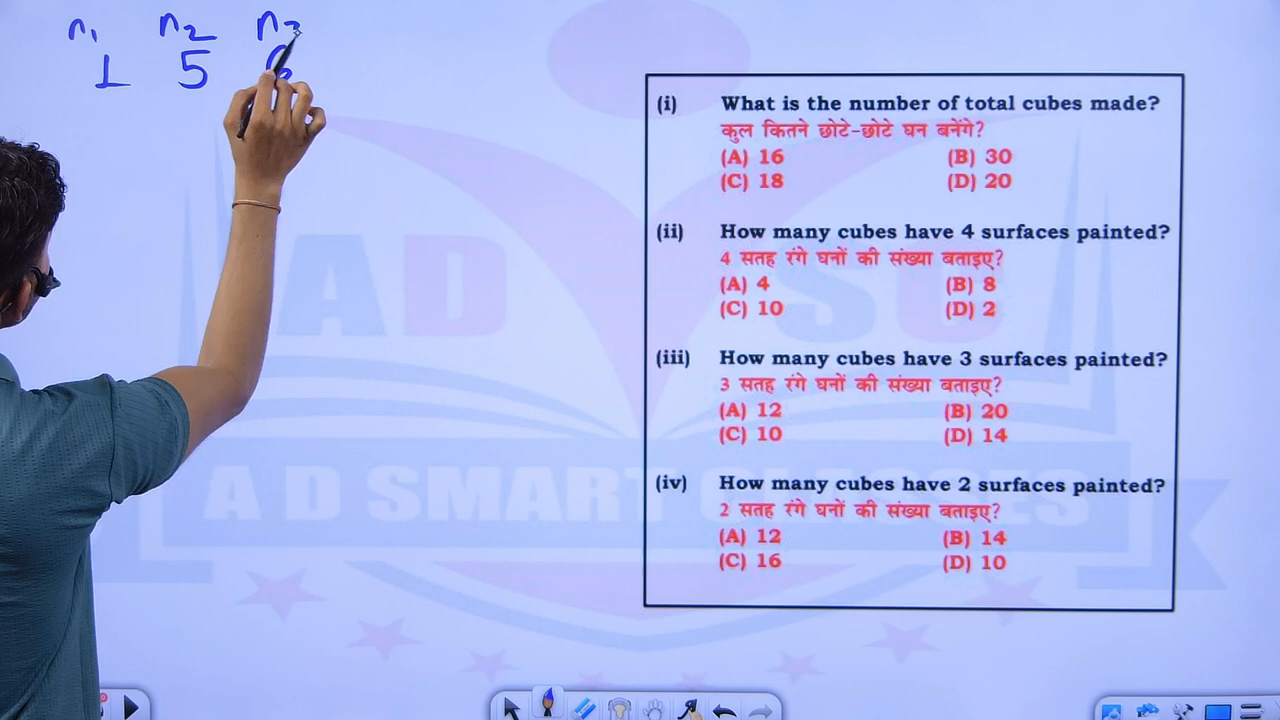 n₁ n₂ n₃
1 5 6
(i) What is the number of total cubes made?
कुल कितने छोटे-छोटे घन बनेंगे?
(A) 16 (B) 30
(C) 18 (D) 20
(ii) How many cubes have 4 surfaces painted?
4 सतह रंगे घनों की संख्या बताइए?
(A) 4 (B) 8
(C) 10 (D) 2
(iii) How many cubes have 3 surfaces painted?
3 सतह रंगे घनों की संख्या बताइए?
(A) 12 (B) 20
(C) 10 (D) 14
(iv) How many cubes have 2 surfaces painted?
2 सतह रंगे घनों की संख्या बताइए?
(A) 12 (B) 14
(C) 16 (D) 10
A D SMART CLASSES